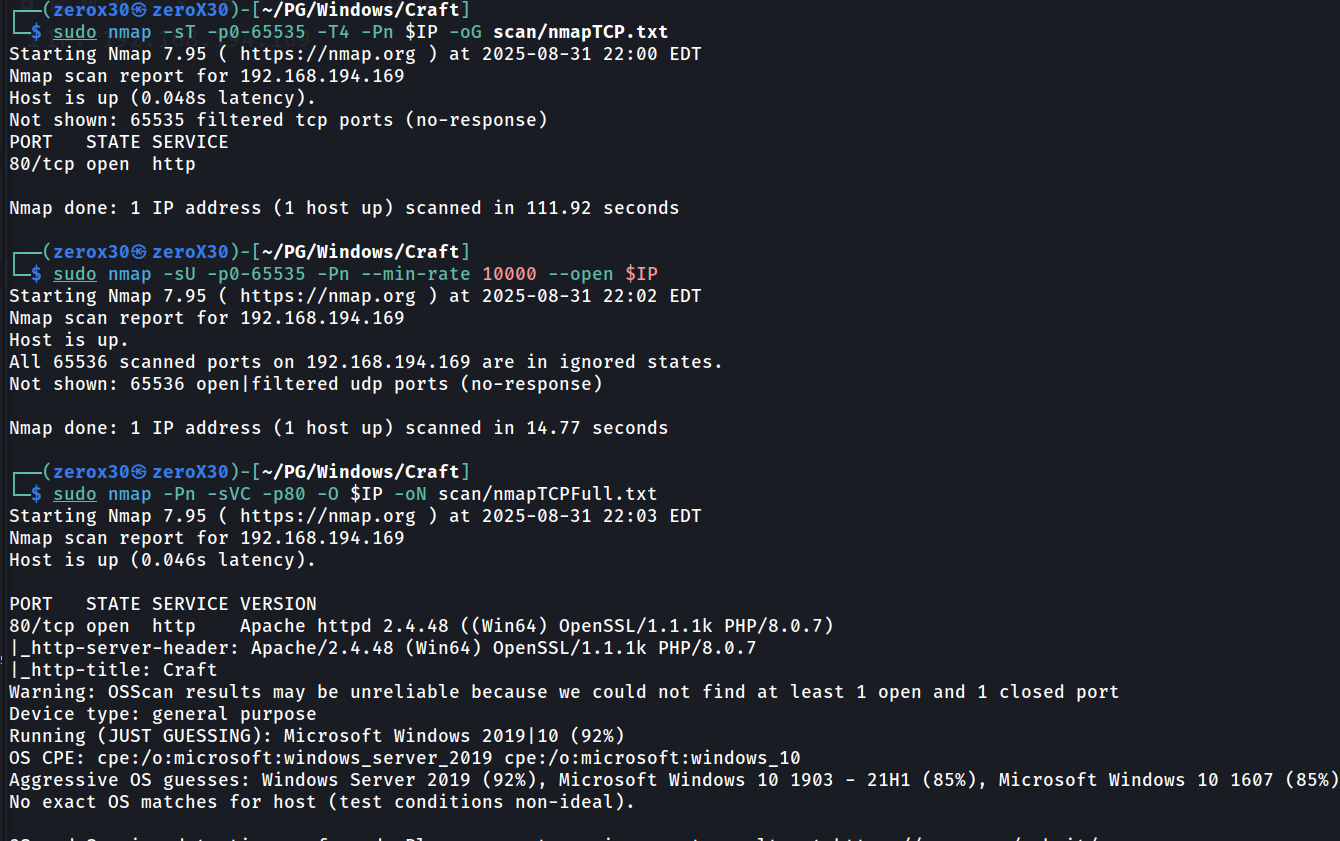 ┌──(zerox30㉿zeroX30)-[~/PG/Windows/Craft]
└─$ sudo nmap -sT -p0-65535 -T4 -Pn $IP -oG scan/nmapTCP.txt
Starting Nmap 7.95 ( https://nmap.org ) at 2025-08-31 22:00 EDT
Nmap scan report for 192.168.194.169
Host is up (0.048s latency).
Not shown: 65535 filtered tcp ports (no-response)
PORT   STATE SERVICE
80/tcp open  http

Nmap done: 1 IP address (1 host up) scanned in 111.92 seconds

┌──(zerox30㉿zeroX30)-[~/PG/Windows/Craft]
└─$ sudo nmap -sU -p0-65535 -Pn --min-rate 10000 --open $IP
Starting Nmap 7.95 ( https://nmap.org ) at 2025-08-31 22:02 EDT
Nmap scan report for 192.168.194.169
Host is up.
All 65536 scanned ports on 192.168.194.169 are in ignored states.
Not shown: 65536 open|filtered udp ports (no-response)

Nmap done: 1 IP address (1 host up) scanned in 14.77 seconds

┌──(zerox30㉿zeroX30)-[~/PG/Windows/Craft]
└─$ sudo nmap -Pn -sVC -p80 -O $IP -oN scan/nmapTCPFull.txt
Starting Nmap 7.95 ( https://nmap.org ) at 2025-08-31 22:03 EDT
Nmap scan report for 192.168.194.169
Host is up (0.046s latency).

PORT   STATE SERVICE VERSION
80/tcp open  http    Apache httpd 2.4.48 ((Win64) OpenSSL/1.1.1k PHP/8.0.7)
|_http-server-header: Apache/2.4.48 (Win64) OpenSSL/1.1.1k PHP/8.0.7
|_http-title: Craft
Warning: OSScan results may be unreliable because we could not find at least 1 open and 1 closed port
Device type: general purpose
Running (JUST GUESSING): Microsoft Windows 2019|10 (92%)
OS CPE: cpe:/o:microsoft:windows_server_2019 cpe:/o:microsoft:windows_10
Aggressive OS guesses: Windows Server 2019 (92%), Microsoft Windows 10 1903 - 21H1 (85%), Microsoft Windows 10 1607 (85%)
No exact OS matches for host (test conditions non-ideal).